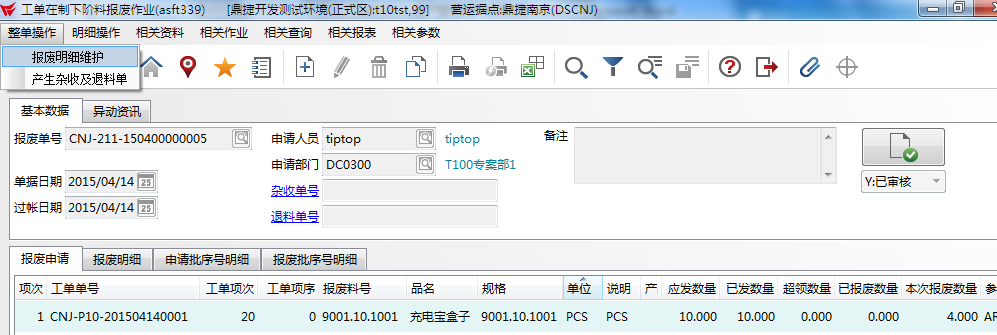 工单在制下阶料报废作业(asft339) [鼎捷开发测试环境(正式区):t10tst,99] 营运据点:鼎捷南京(DSCNJ)
整单操作 明细操作 相关资料 相关作业 相关查询 相关报表 相关参数
报废明细维护
产生杂收及退料单
基本数据 异动资讯
报废单号 CNJ-211-150400000005 申请人员 tiptop tiptop 备注
申请部门 DC0300 T100专案部1
单据日期 2015/04/14 25 杂收单号 Y:已审核
过帐日期 2015/04/14 25 退料单号
报废申请 报废明细 申请批序号明细 报废批序号明细
项次 工单单号 工单项次 工单项序 报废料号 品名 规格 单位 说明 产 应发数量 已发数量 超领数量 已报废数量 本次报废数量 参
1 CNJ-P10-201504140001 20 0 9001.10.1001 充电宝盒子 9001.10.1001 PCS PCS 10.000 10.000 0.000 0.000 4.000 AR